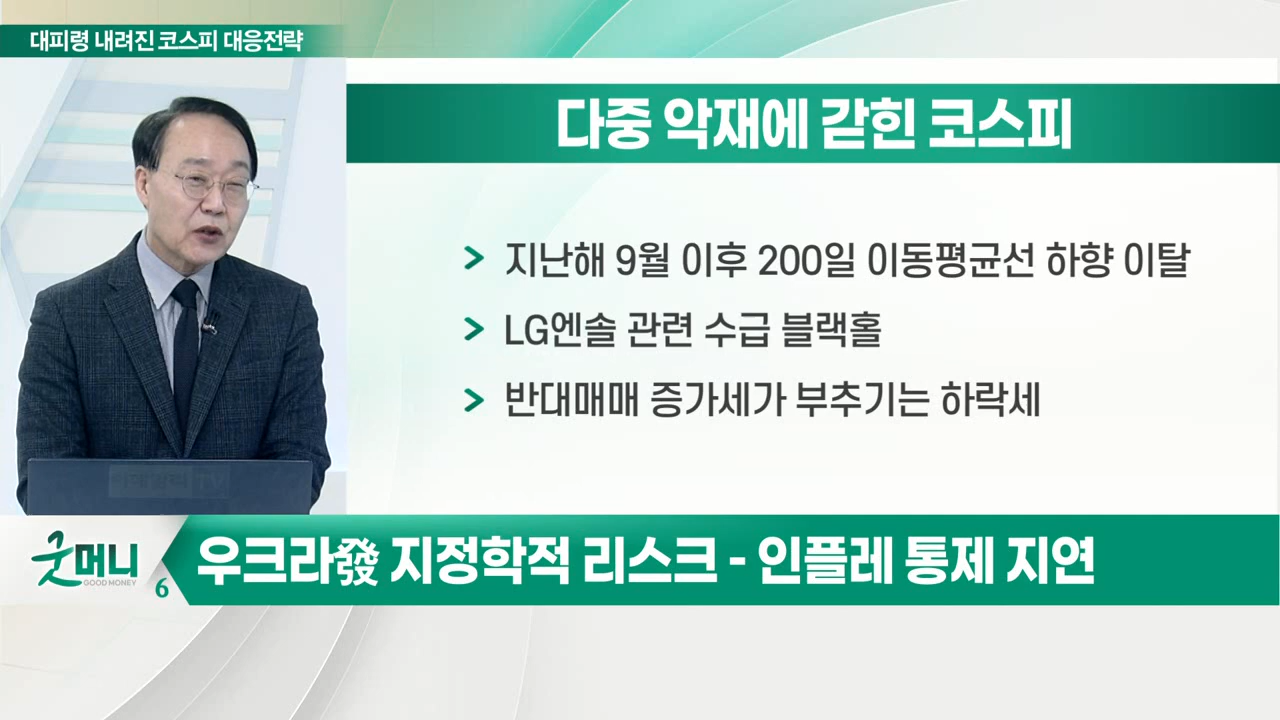 대피령 내려진 코스피 대응전략
다중 악재에 갇힌 코스피
> 지난해 9월 이후 200일 이동평균선 하향 이탈
> LG엔솔 관련 수급 블랙홀
> 반대매매 증가세가 부추기는 하락세
굿머니
GOOD MONEY
6
우크라發 지정학적 리스크 - 인플레 통제 지연